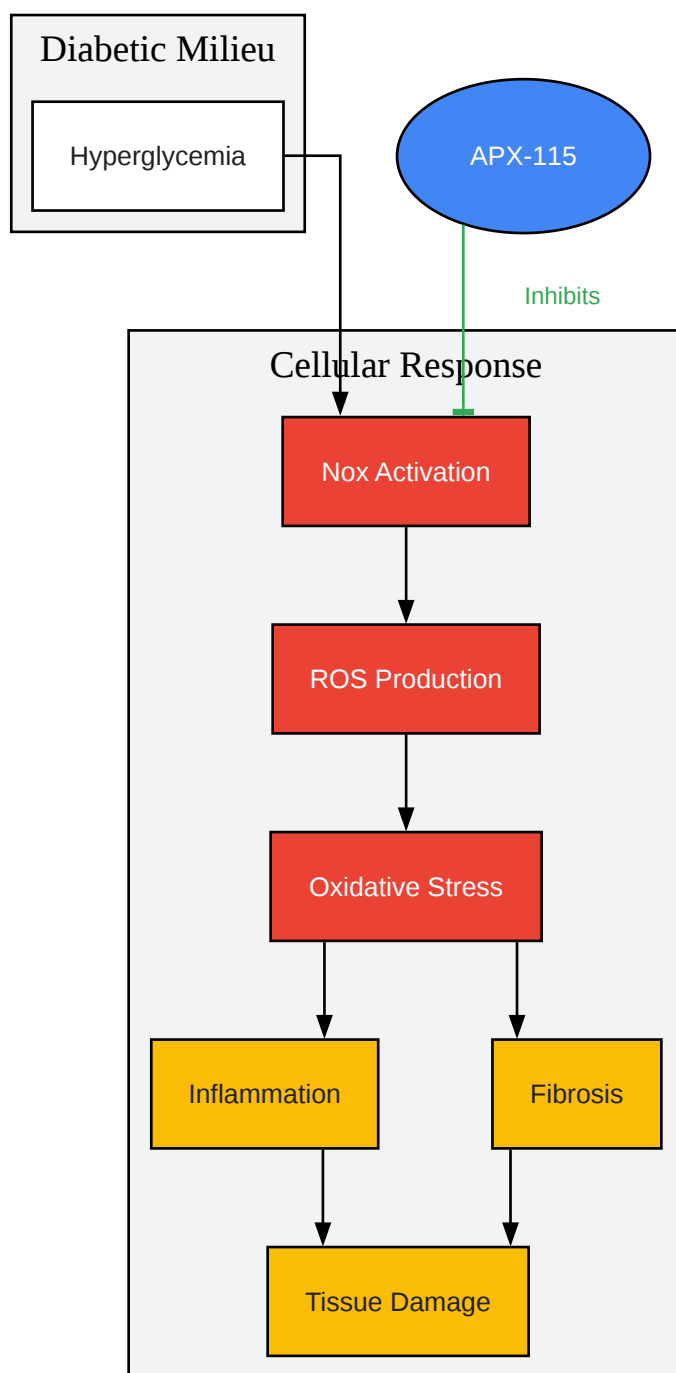 Diabetic Milieu
Hyperglycemia
APX-115
Inhibits
Cellular Response
Nox Activation
ROS Production
Oxidative Stress
Inflammation
Fibrosis
Tissue Damage